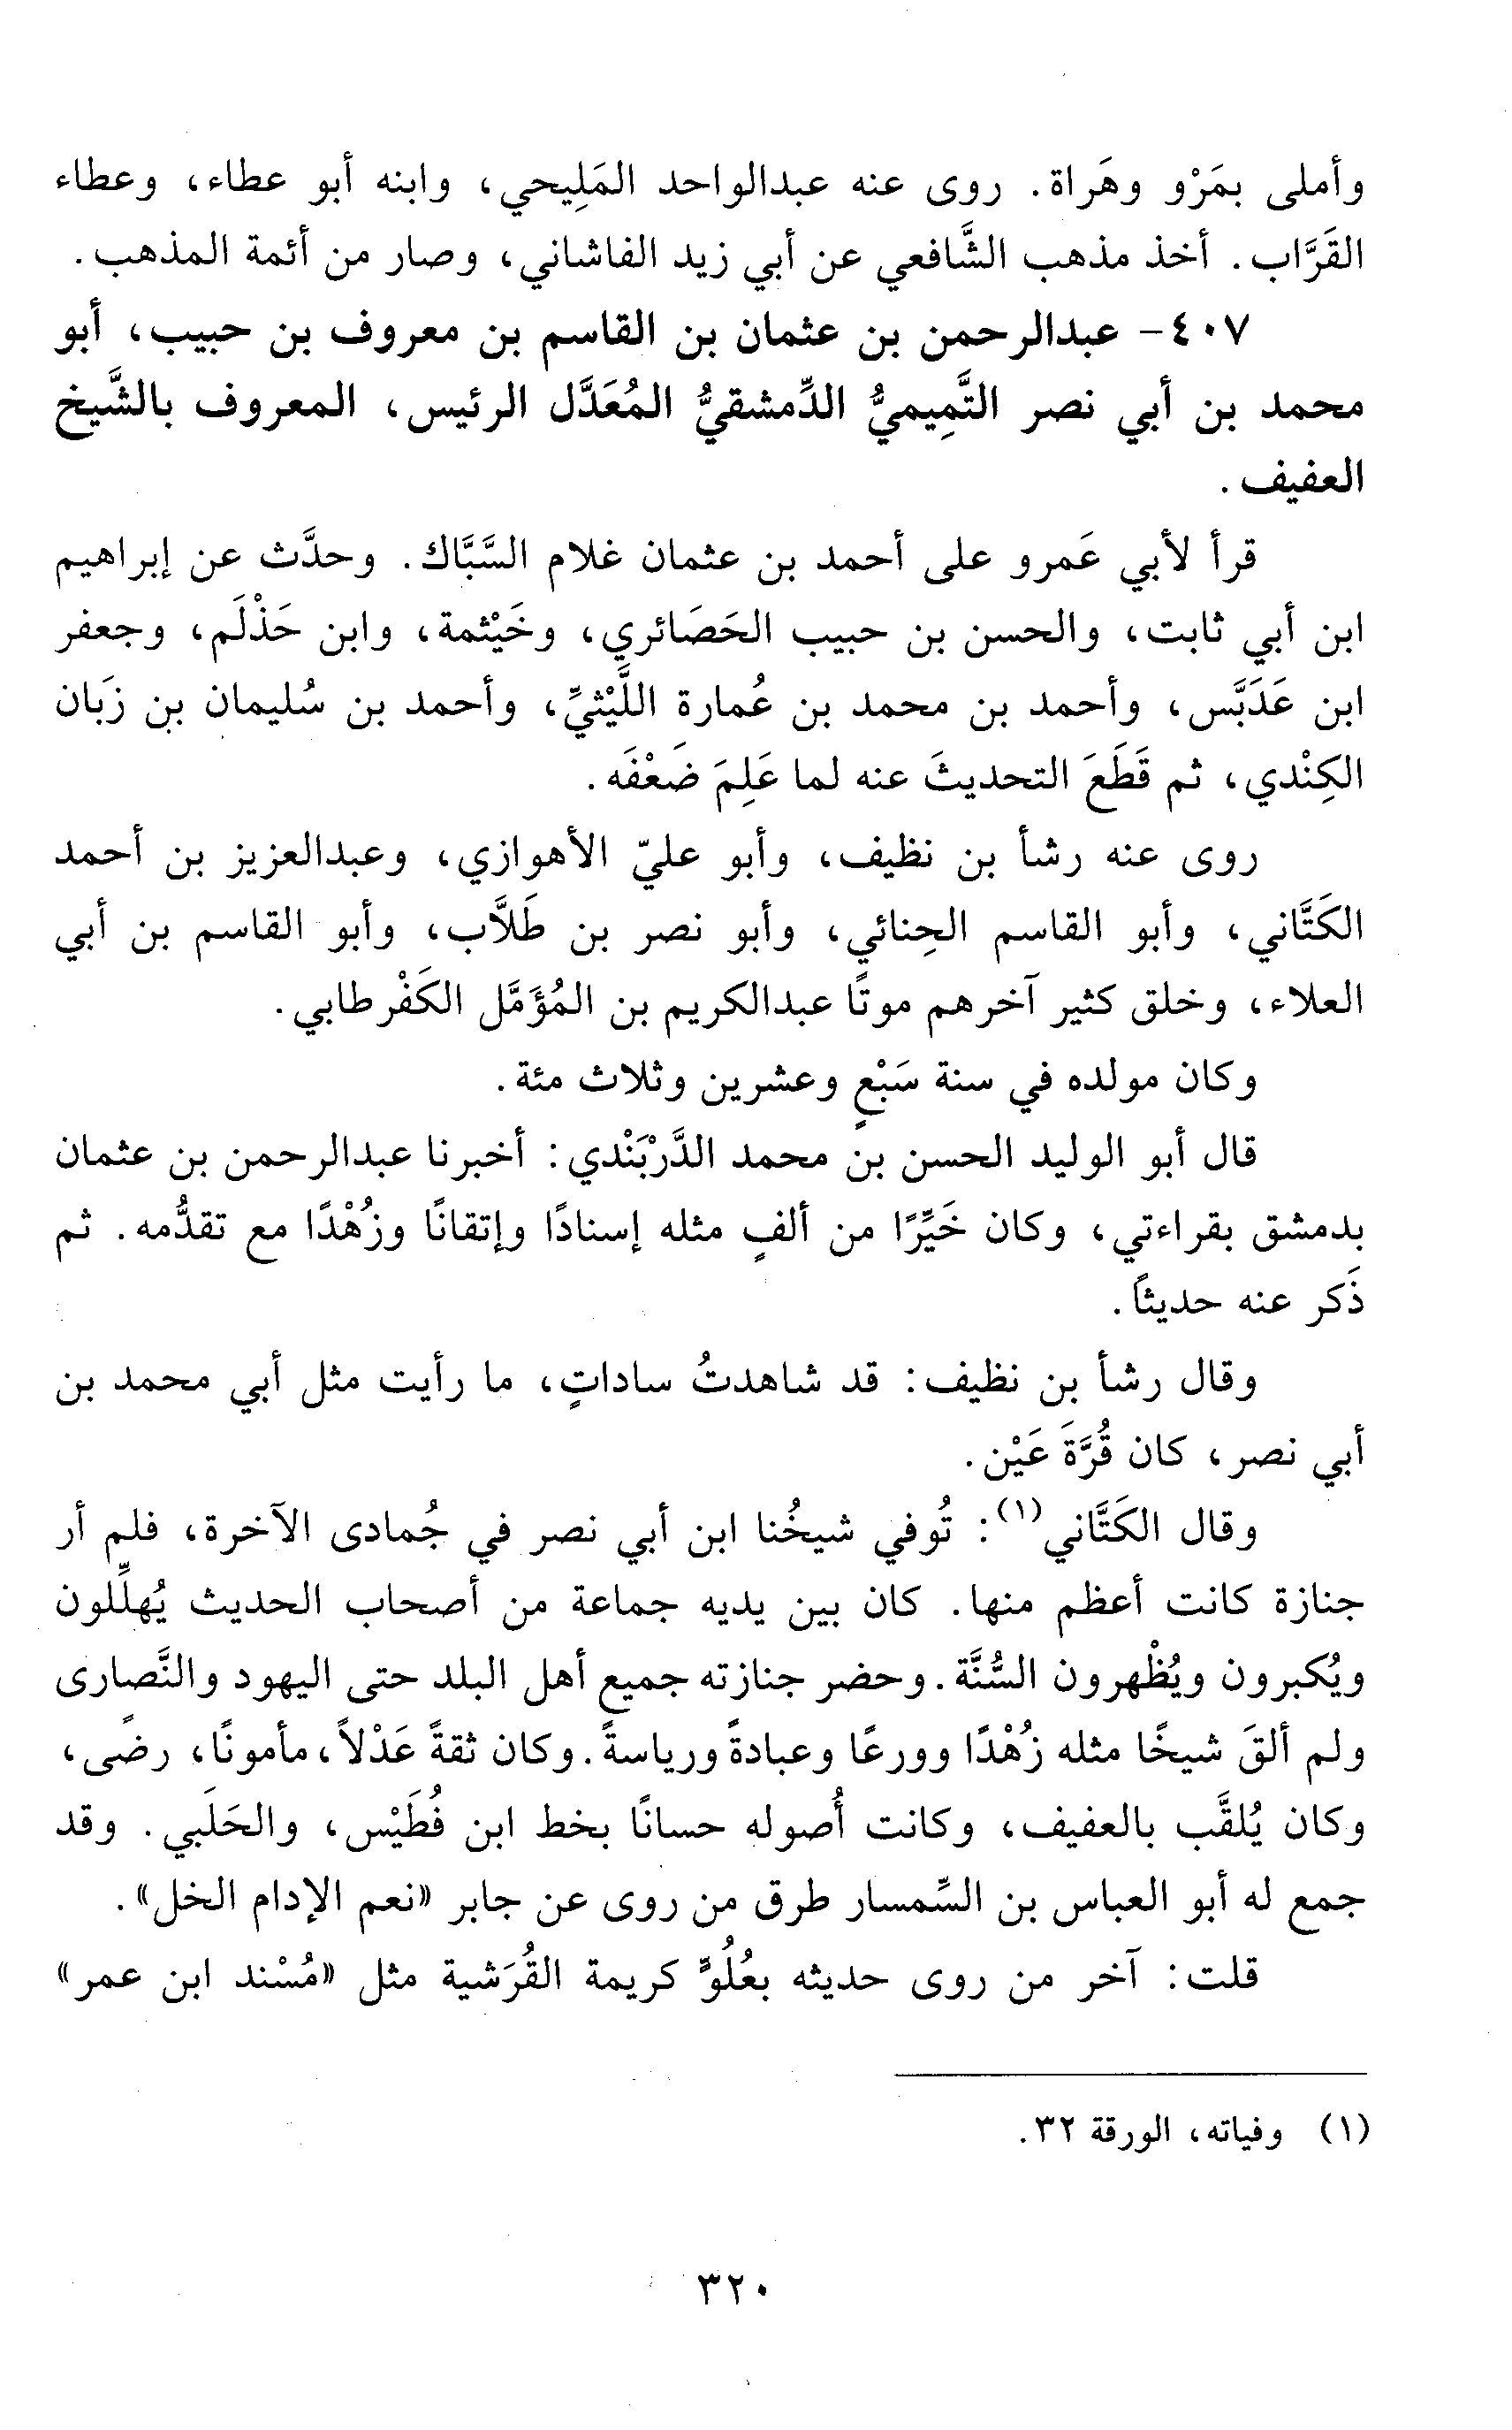 وأملى بمَرْو وهَراة. روى عنه عبدالواحد المَلِيحي، وابنه أبو عطاء، وعطاء
القَرَّاب. أخذ مذهب الشَّافعي عن أبي زيد الفاشاني، وصار من أئمة المذهب.
٤٠٧- عبدالرحمن بن عثمان بن القاسم بن معروف بن حبيب، أبو
محمد بن أبي نصر التَّمِيميُّ الدِّمشقيُّ المُعَدَّل الرئيس، المعروف بالشَّيخ
العفيف.
قرأ لأبي عَمرو على أحمد بن عثمان غلام السَّبَّاك. وحدَّث عن إبراهيم
ابن أبي ثابت، والحسن بن حبيب الحَصَائري، وخَيْثمة، وابن حَذْلَم، وجعفر
ابن عَدَبَّس، وأحمد بن محمد بن عُمارة اللَّيْثيِّ، وأحمد بن سُليمان بن زَبان
الكِنْدي، ثم قَطَعَ التحديثَ عنه لما عَلِمَ ضَعْفَه.
روى عنه رشأ بن نظيف، وأبو عليّ الأهوازي، وعبدالعزيز بن أحمد
الكَتَّاني، وأبو القاسم الحِنائي، وأبو نصر بن طَلاَّب، وأبو القاسم بن أبي
العلاء، وخلق كثير آخرهم موتًا عبدالكريم بن المُؤَمَّل الكَفْرطابي.
وكان مولده في سنة سَبْعٍ وعشرين وثلاث مئة.
قال أبو الوليد الحسن بن محمد الدَّرْبَنْدي: أخبرنا عبدالرحمن بن عثمان
بدمشق بقراءتي، وكان خَيِّرًا من ألفٍ مثله إسنادًا وإتقانًا وزُهْدًا مع تقدُّمه. ثم
ذَكر عنه حديثاً.
وقال رشأ بن نظيف: قد شاهدتُ ساداتٍ، ما رأيت مثل أبي محمد بن
أبي نصر، كان قُرَّةَ عَيْن.
وقال الكَتَّاني(١): تُوفي شيخُنا ابن أبي نصر في جُمادى الآخرة، فلم أر
جنازة كانت أعظم منها. كان بين يديه جماعة من أصحاب الحديث يُهلِّلون
ويُكبرون ويُظْهرون السُّنَّة. وحضر جنازته جميع أهل البلد حتى اليهود والنَّصارى
ولم ألقَ شيخًا مثله زُهْدًا وورعًا وعبادةً ورياسةً. وكان ثقةً عَدْلاً، مأمونًا، رضًى،
وكان يُلقَّب بالعفيف، وكانت أُصوله حسانًا بخط ابن فُطَيْس، والحَلَبي. وقد
جمع له أبو العباس بن السِّمسار طرق من روى عن جابر «نعم الإدام الخل».
قلت: آخر من روى حديثه بعُلُوٍّ كريمة القُرَشية مثل «مُسْند ابن عمر»
(١) وفياته، الورقة ٣٢.
٣٢٠